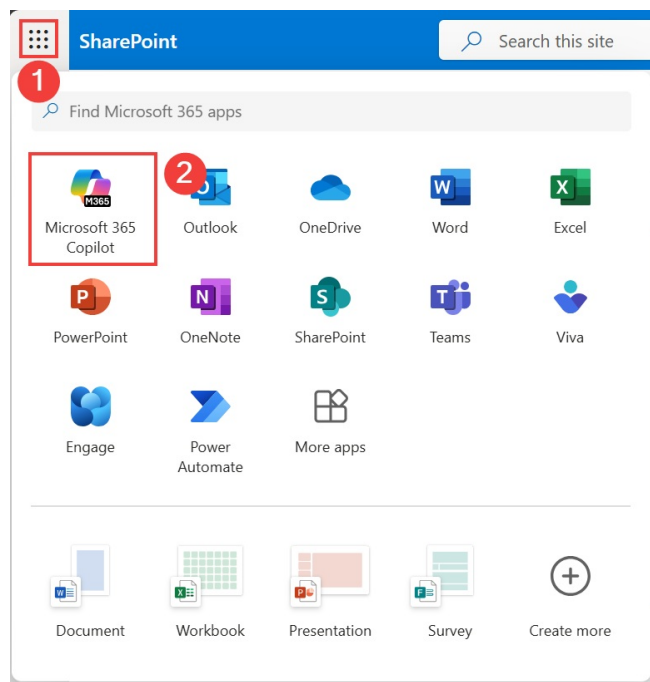 SharePoint
Search this site
1
Find Microsoft 365 apps
2
M365
Microsoft 365
Copilot
O
Outlook
OneDrive
W
Word
X
Excel
P
PowerPoint
N
OneNote
S
SharePoint
T
Teams
Viva
Engage
Power
Automate
More apps
W
Document
X
Workbook
P
Presentation
F
Survey
Create more